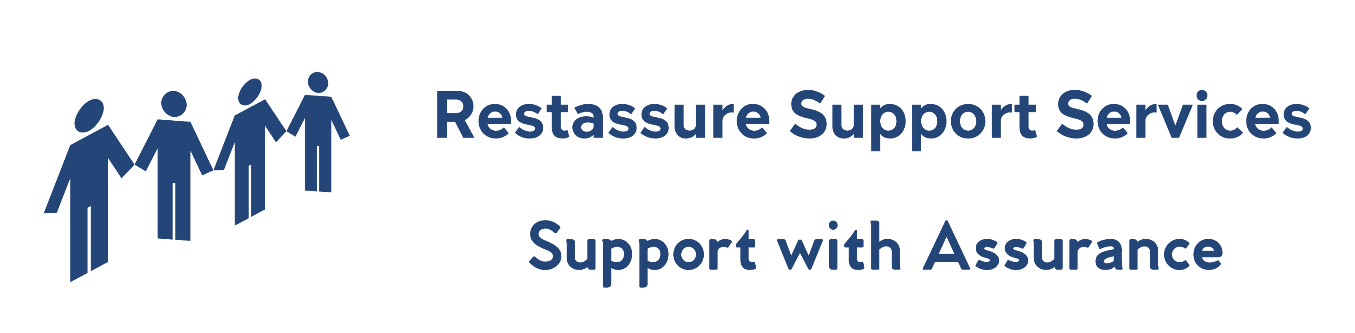 Restassure Support Services
Support with Assurance